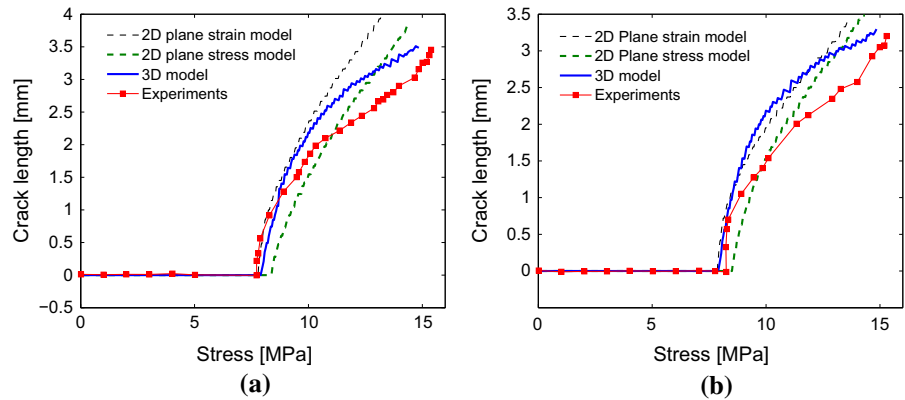 4
3.5
3
2.5
2
1.5
1
0.5
0
−0.5
0
5
10
15
Crack length [mm]
Stress [MPa]
2D plane strain model
2D plane stress model
3D model
Experiments
(a)
3.5
3
2.5
2
1.5
1
0.5
0
0
5
10
15
Crack length [mm]
Stress [MPa]
2D Plane strain model
2D Plane stress model
3D model
Experiments
(b)